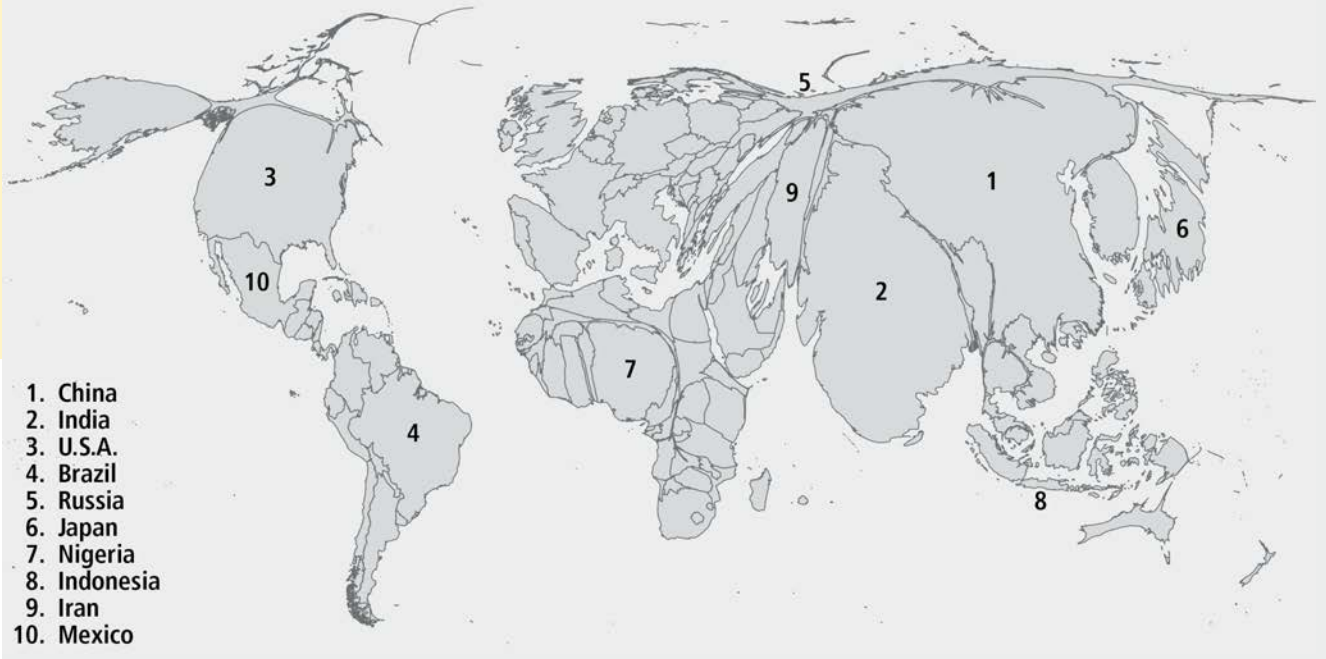 5
3
9
1
6
10
2
7
4
8
1. China
2. India
3. U.S.A.
4. Brazil
5. Russia
6. Japan
7. Nigeria
8. Indonesia
9. Iran
10. Mexico